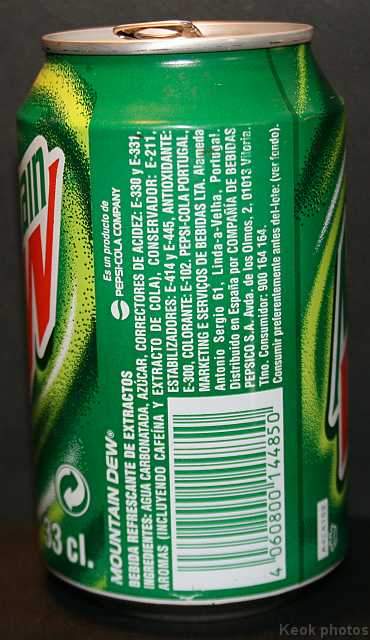 ain
W
33 cl.
Es un producto de
PEPSI-COLA COMPANY
MOUNTAIN DEW®
BEBIDA REFRESCANTE DE EXTRACTOS
INGREDIENTES: AGUA CARBONATADA, AZÚCAR, CORRECTORES DE ACIDEZ: E-330 y E-331,
AROMAS (INCLUYENDO CAFEÍNA Y EXTRACTO DE COLA), CONSERVADOR: E-211,
ESTABILIZADORES: E-414 y E-445, ANTIOXIDANTE:
E-300, COLORANTE: E-102. PEPSI-COLA PORTUGAL,
MARKETING E SERVIÇOS DE BEBIDAS LTA. Alameda
Antonio Sergio 61, Linda-a-Velha, Portugal.
Distribuido en España por COMPAÑIA DE BEBIDAS
PEPSICO S.A. Avda. de los Olmos, 2, 01013 Vitoria.
Tfno. Consumidor: 900 164 164.
Consumir preferentemente antes del-lote: (ver fondo).
4 060800 144850
Keok photos